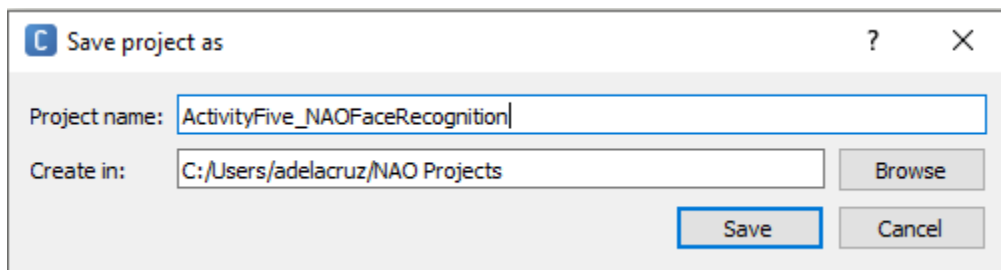 C Save project as ?
Project name: ActivityFive_NAOFaceRecognition
Create in: C:/Users/adelacruz/NAO Projects Browse
Save Cancel